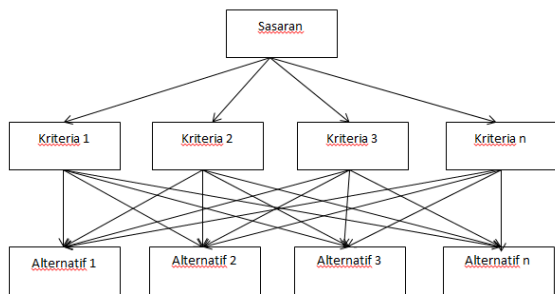 Sasaran
Kriteria 1
Kriteria 2
Kriteria 3
Kriteria n
Alternatif 1
Alternatif 2
Alternatif 3
Alternatif n